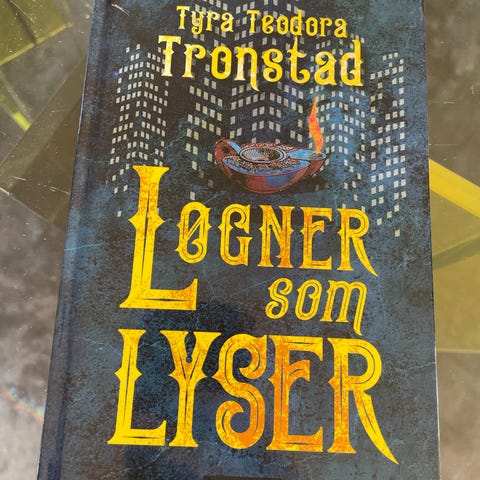 Tyra Teodora
Tronstad
LØGNER
som
LYSER